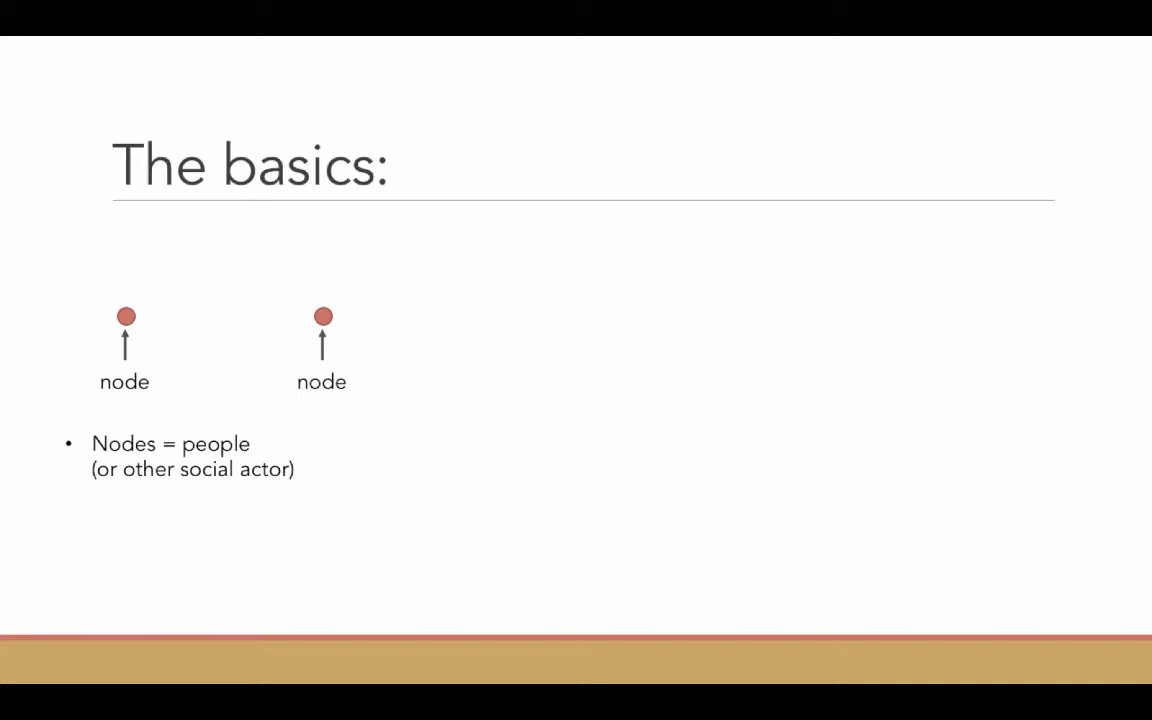 The basics:
node
node
• Nodes = people
(or other social actor)